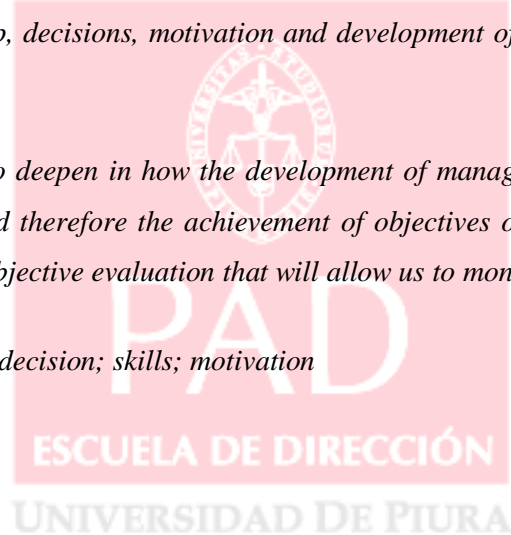 , decisions, motivation and development of
deepen in how the development of manag
therefore the achievement of objectives o
bjective evaluation that will allow us to mon
decision; skills; motivation
PAD
ESCUELA DE DIRECCIÓN
UNIVERSIDAD DE PIURA